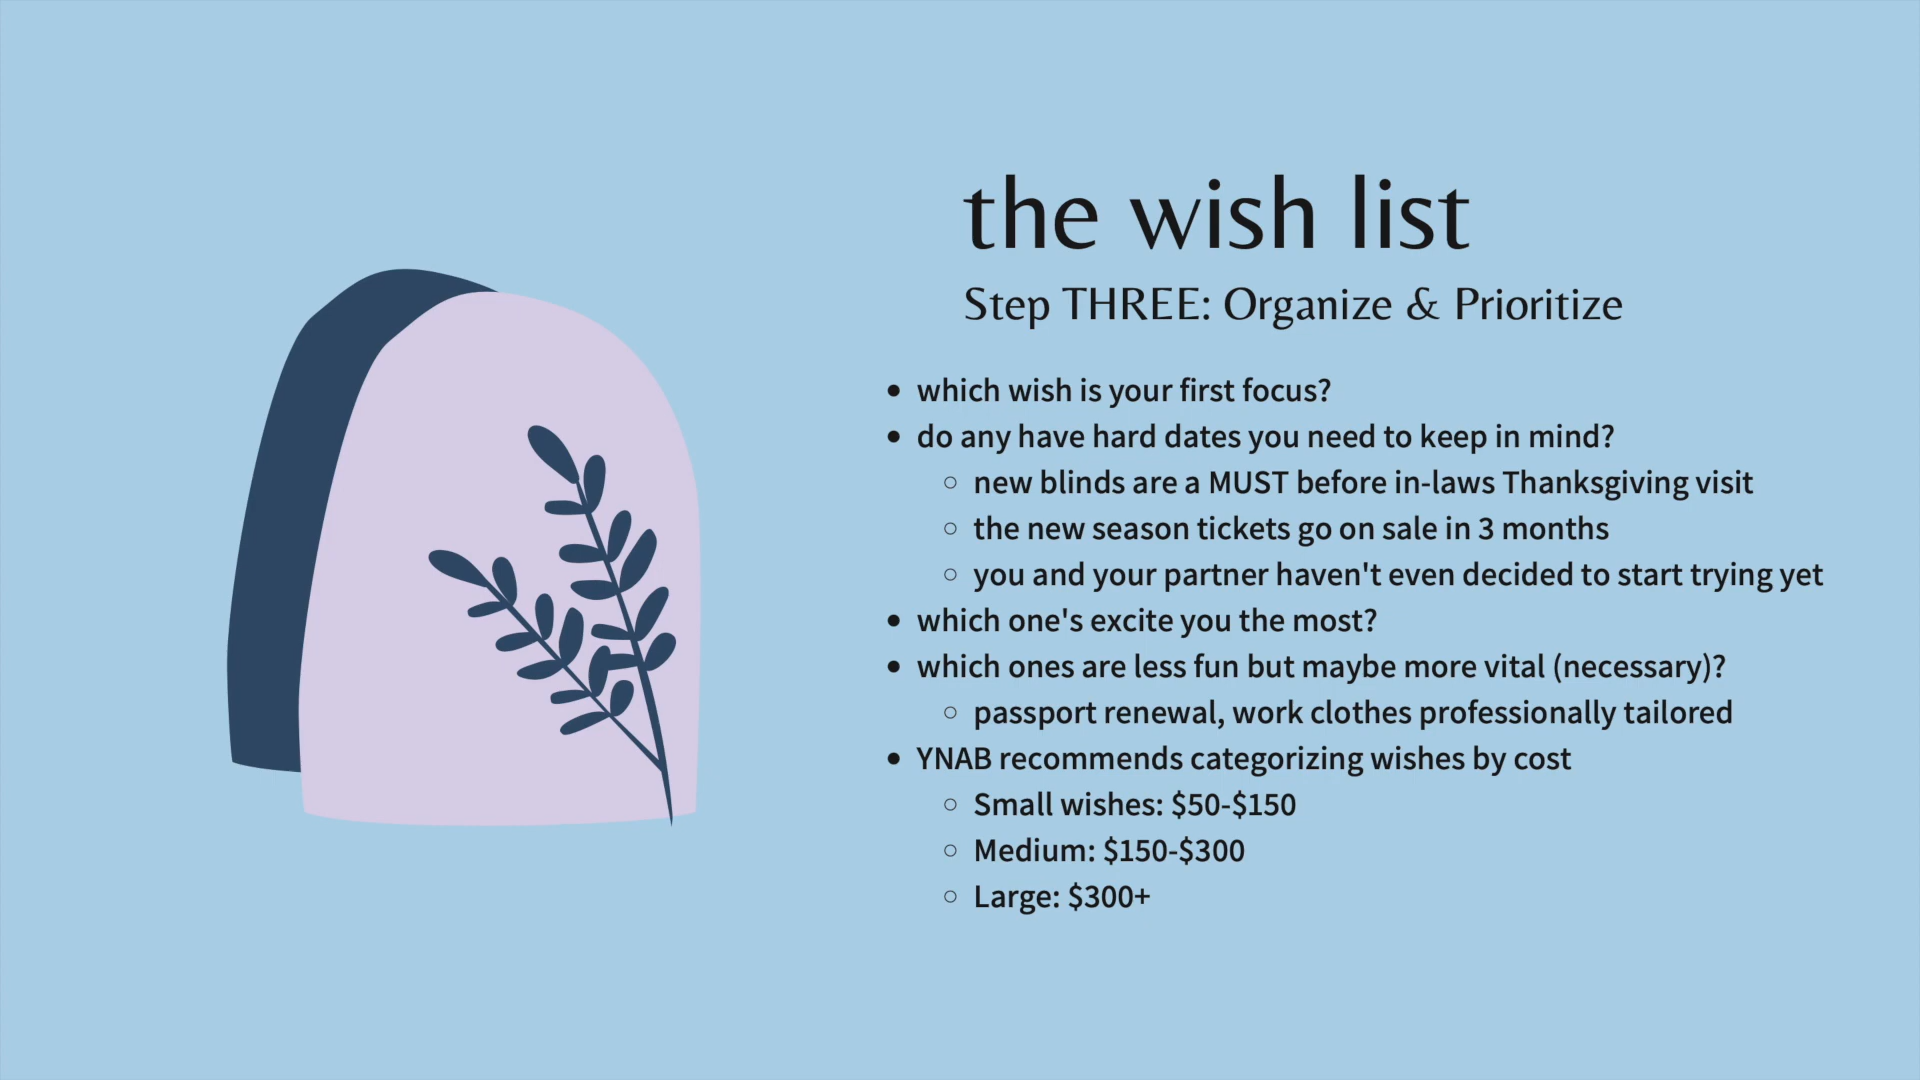 the wish list
Step THREE: Organize & Prioritize
• which wish is your first focus?
• do any have hard dates you need to keep in mind?
○ new blinds are a MUST before in-laws Thanksgiving visit
○ the new season tickets go on sale in 3 months
○ you and your partner haven't even decided to start trying yet
• which one's excite you the most?
• which ones are less fun but maybe more vital (necessary)?
○ passport renewal, work clothes professionally tailored
• YNAB recommends categorizing wishes by cost
○ Small wishes: $50-$150
○ Medium: $150-$300
○ Large: $300+